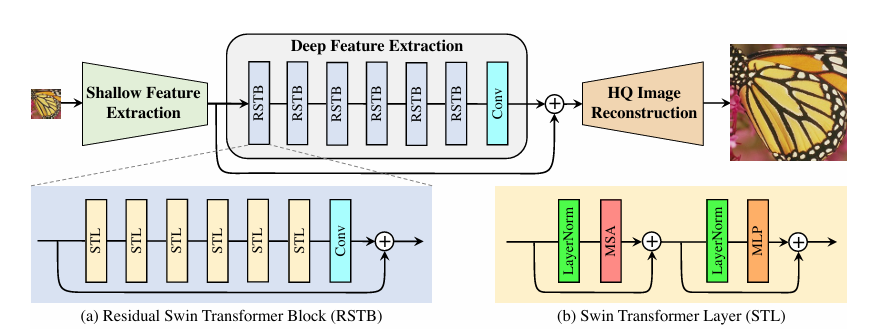 Deep Feature Extraction
Shallow Feature
Extraction
RSTB
RSTB
RSTB
RSTB
RSTB
RSTB
Conv
+
HQ Image
Reconstruction
STL
STL
STL
STL
STL
STL
Conv
+
(a) Residual Swin Transformer Block (RSTB)
LayerNorm
MSA
+
LayerNorm
MLP
+
(b) Swin Transformer Layer (STL)